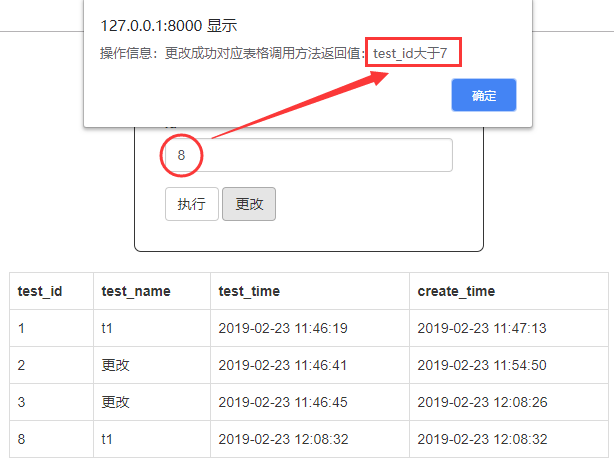 127.0.0.1:8000 显示
操作信息：更改成功对应表格调用方法返回值：test_id大于7
确定
8
执行 更改
test_id test_name test_time create_time
1 t1 2019-02-23 11:46:19 2019-02-23 11:47:13
2 更改 2019-02-23 11:46:41 2019-02-23 11:54:50
3 更改 2019-02-23 11:46:45 2019-02-23 12:08:26
8 t1 2019-02-23 12:08:32 2019-02-23 12:08:32